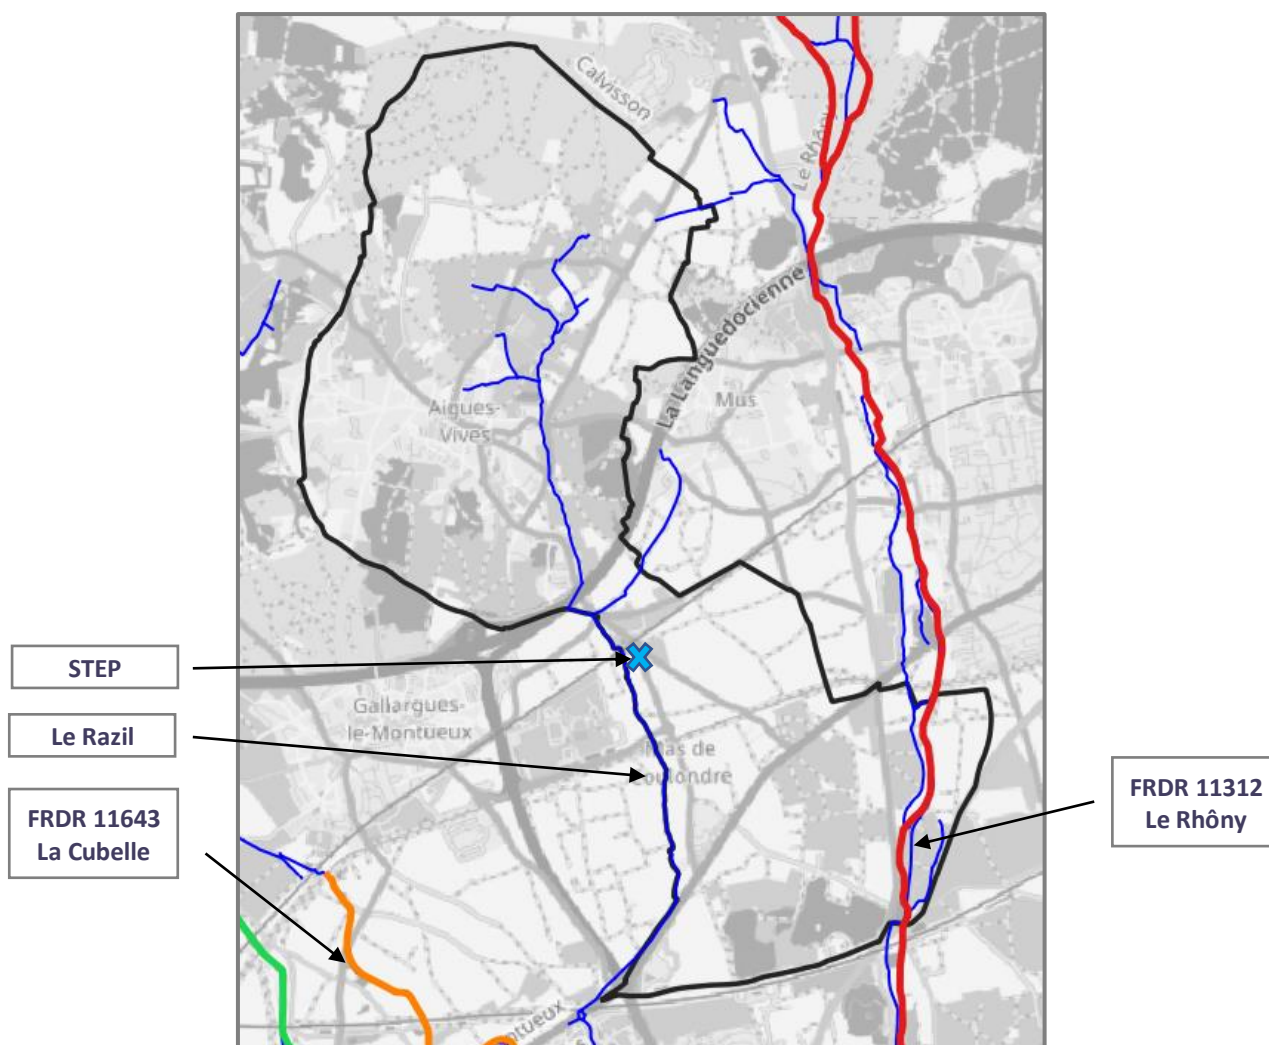 Calvisson
Le Rhôny
La Languedocienne
Mus
Aigues-
Vives
STEP
Gallargues-
le-Montueux
Le Razil
Mas de
Coulondre
FRDR 11643
La Cubelle
FRDR 11312
Le Rhôny